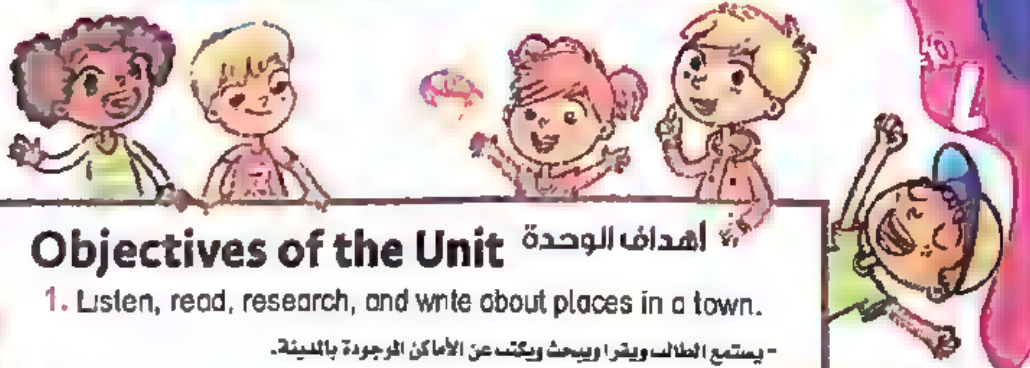 Objectives of the Unit أهداف الوحدة
1. Listen, read, research, and write about places in a town.
- يستمع الطالب ويقرأ ويبحث ويكتب عن الأماكن الموجودة بالمدينة.